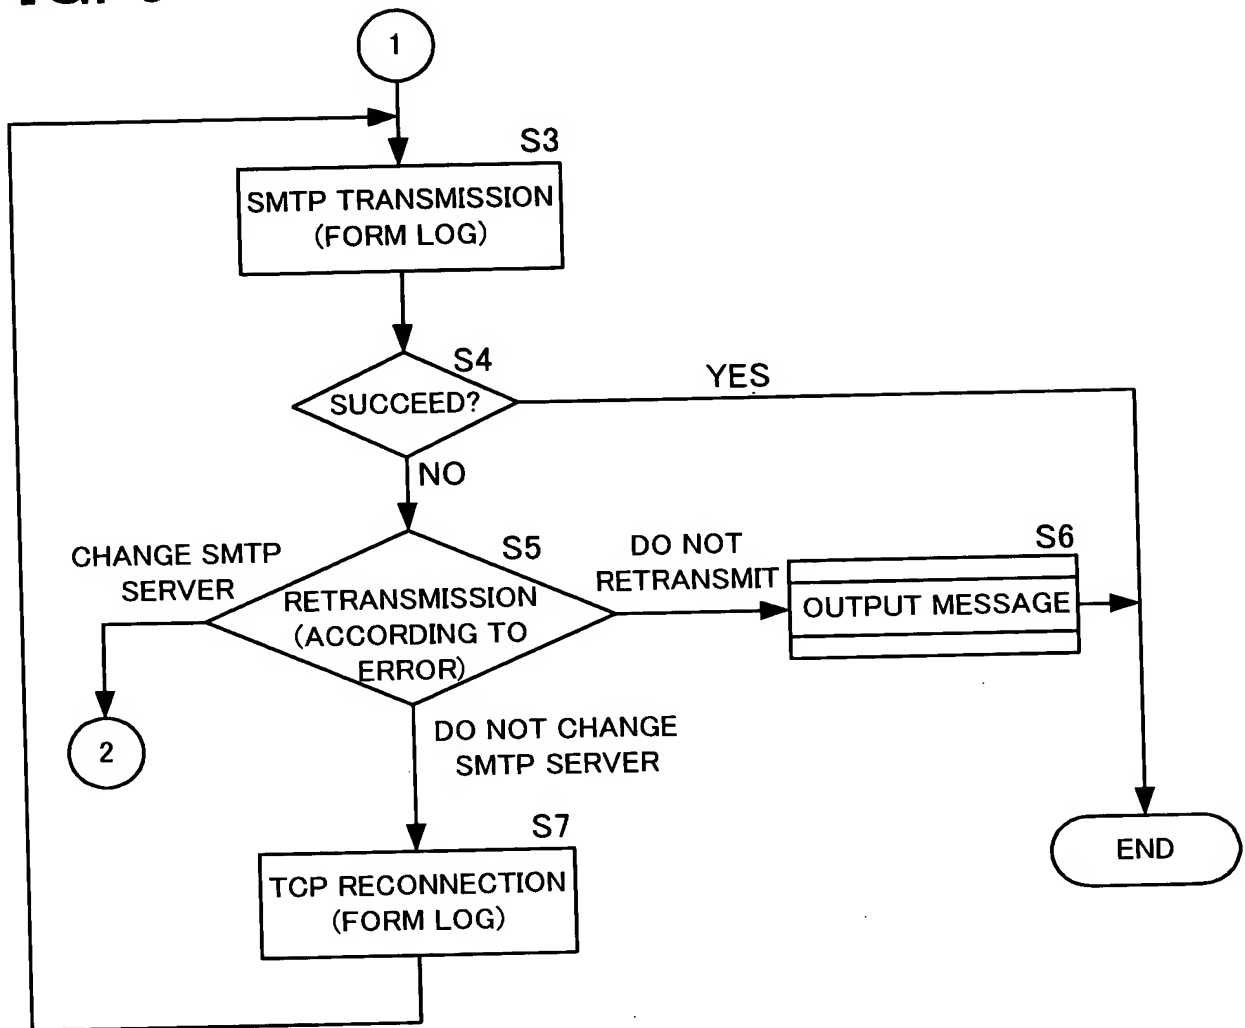 1
S3
SMTP TRANSMISSION
(FORM LOG)
S4
SUCCEED?
YES
NO
CHANGE SMTP
SERVER
S5
RETRANSMISSION
(ACCORDING TO
ERROR)
DO NOT
RETRANSMIT
S6
OUTPUT MESSAGE
2
DO NOT CHANGE
SMTP SERVER
S7
TCP RECONNECTION
(FORM LOG)
END